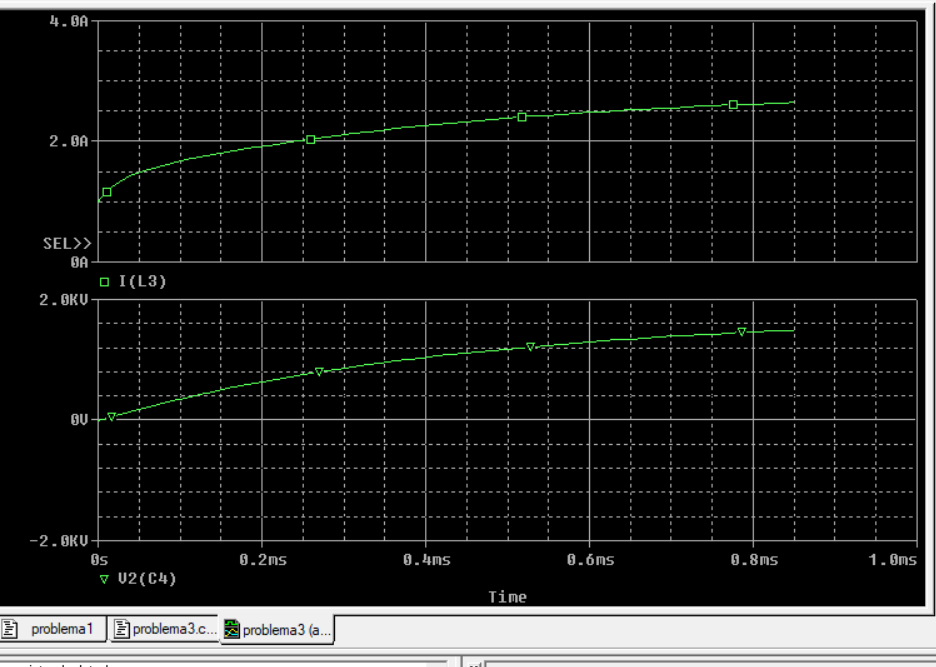 4.0A
2.0A
SEL>>
0A
I(L3)
2.0KV
0V
-2.0KV
0s 0.2ms 0.4ms 0.6ms 0.8ms 1.0ms
V2(C4)
Time
problema1 problema3.c... problema3 (a...